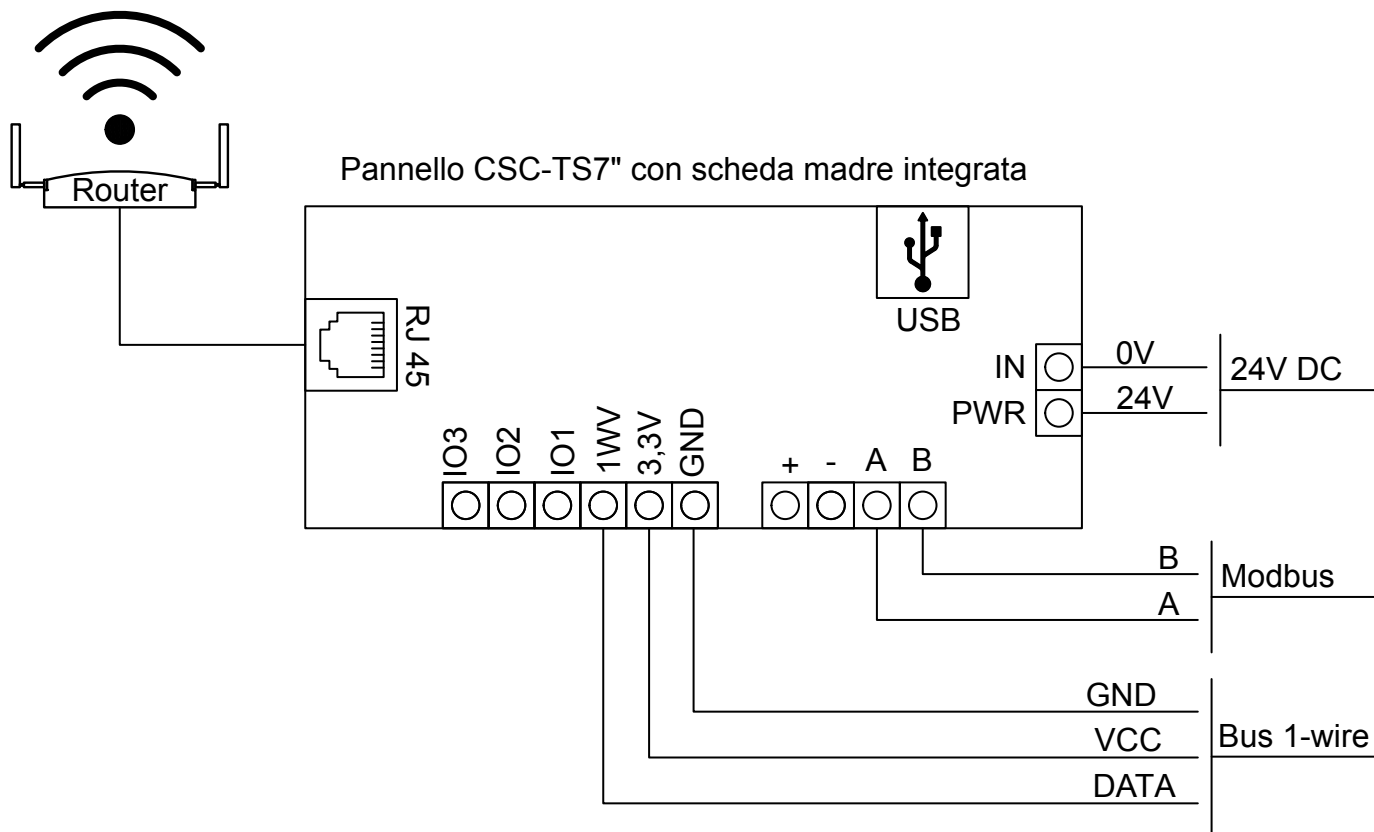 Router
Pannello CSC-TS7" con scheda madre integrata
RJ 45
USB
IN
0V
24V DC
PWR
24V
IO3
IO2
IO1
1WV
3,3V
GND
+
-
A
B
B
Modbus
A
GND
VCC
Bus 1-wire
DATA